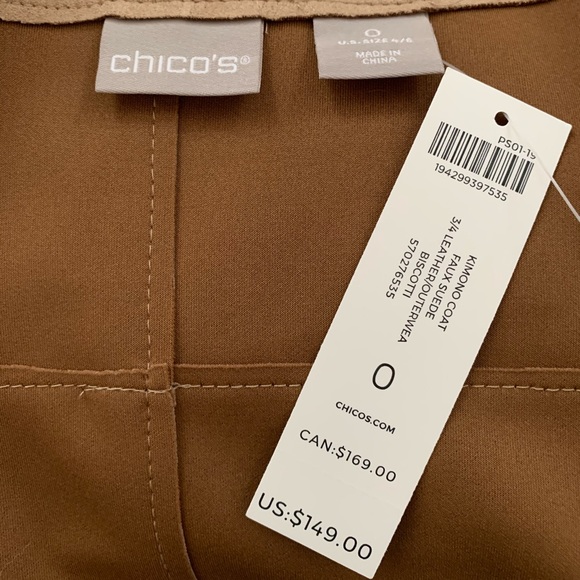 chico's®
0
U.S. SIZE 4/6
MADE IN
CHINA
PS01-19
194299397535
KIMONO COAT
FAUX SUEDE
3/4 LEATHER/OUTERWEA
BISCOTTI
570276535
0
CHICOS.COM
CAN:$169.00
US:$149.00